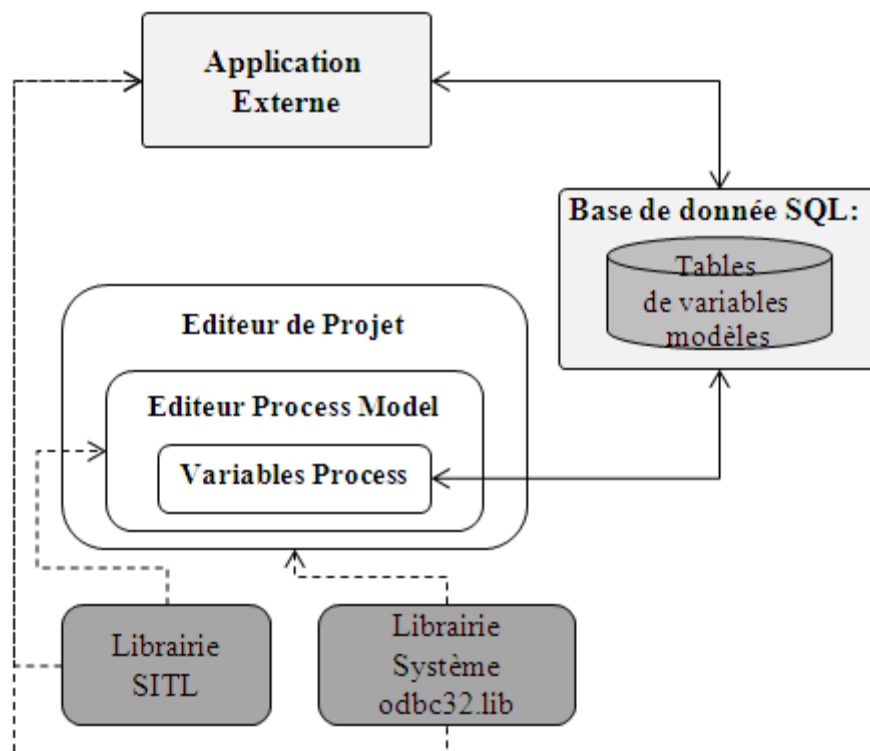 Application
Externe
Base de donnée SQL:
Tables
de variables
modèles
Editeur de Projet
Editeur Process Model
Variables Process
Librairie
SITL
Librairie
Système
odbc32.lib